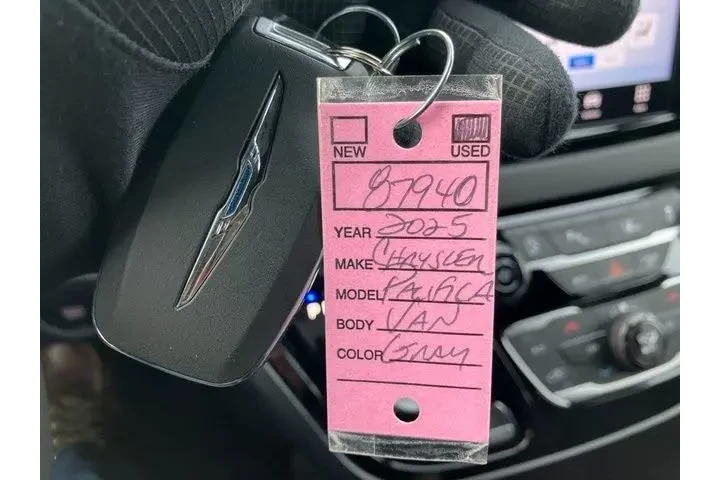 NEW USED
87940
YEAR 2025
MAKE CHRYSLER
MODEL PACIFICA
BODY VAN
COLOR GRAY